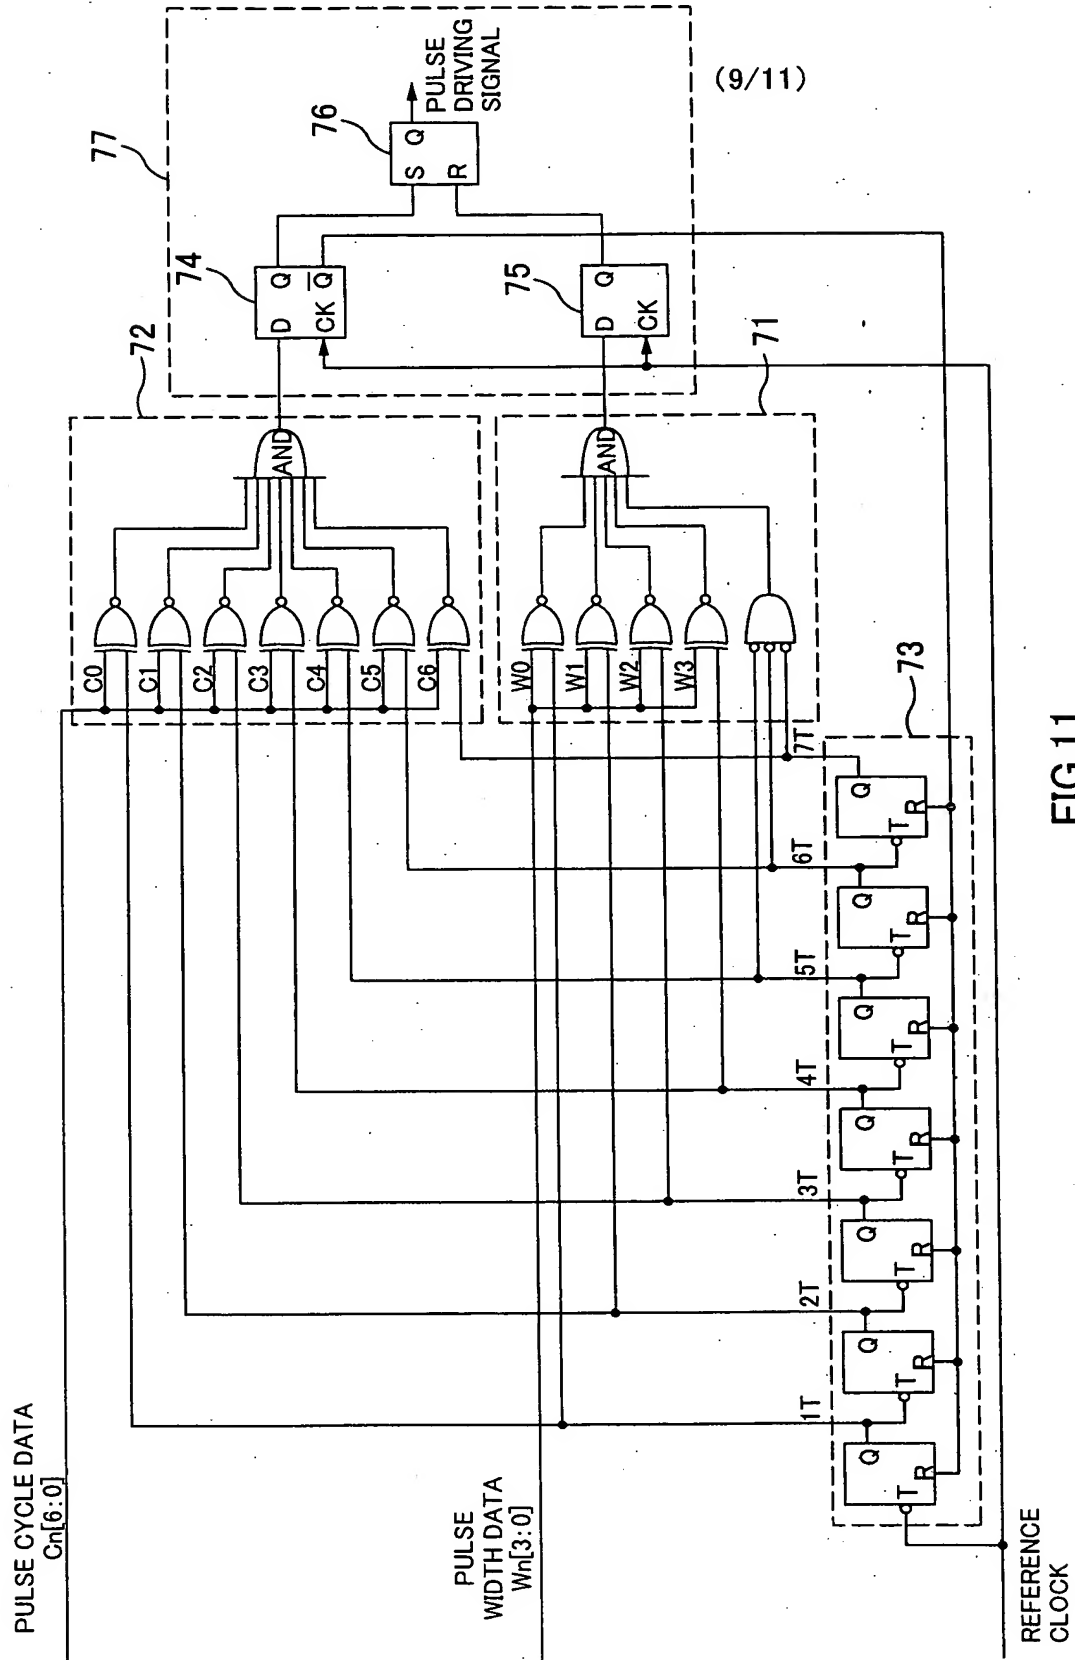 77
PULSE
DRIVING
SIGNAL
76
S Q
R
(9/11)
74
D Q
CK Q
75
D Q
CK
72
AND
71
AND
C0
C1
C2
C3
C4
C5
C6
W0
W1
W2
W3
73
1T
2T
3T
4T
5T
6T
7T
Q
T
R
Q
T
R
Q
T
R
Q
T
R
Q
T
R
Q
T
R
Q
T
R
PULSE CYCLE DATA
Cn[6:0]
PULSE
WIDTH DATA
Wn[3:0]
REFERENCE
CLOCK
FIG.11